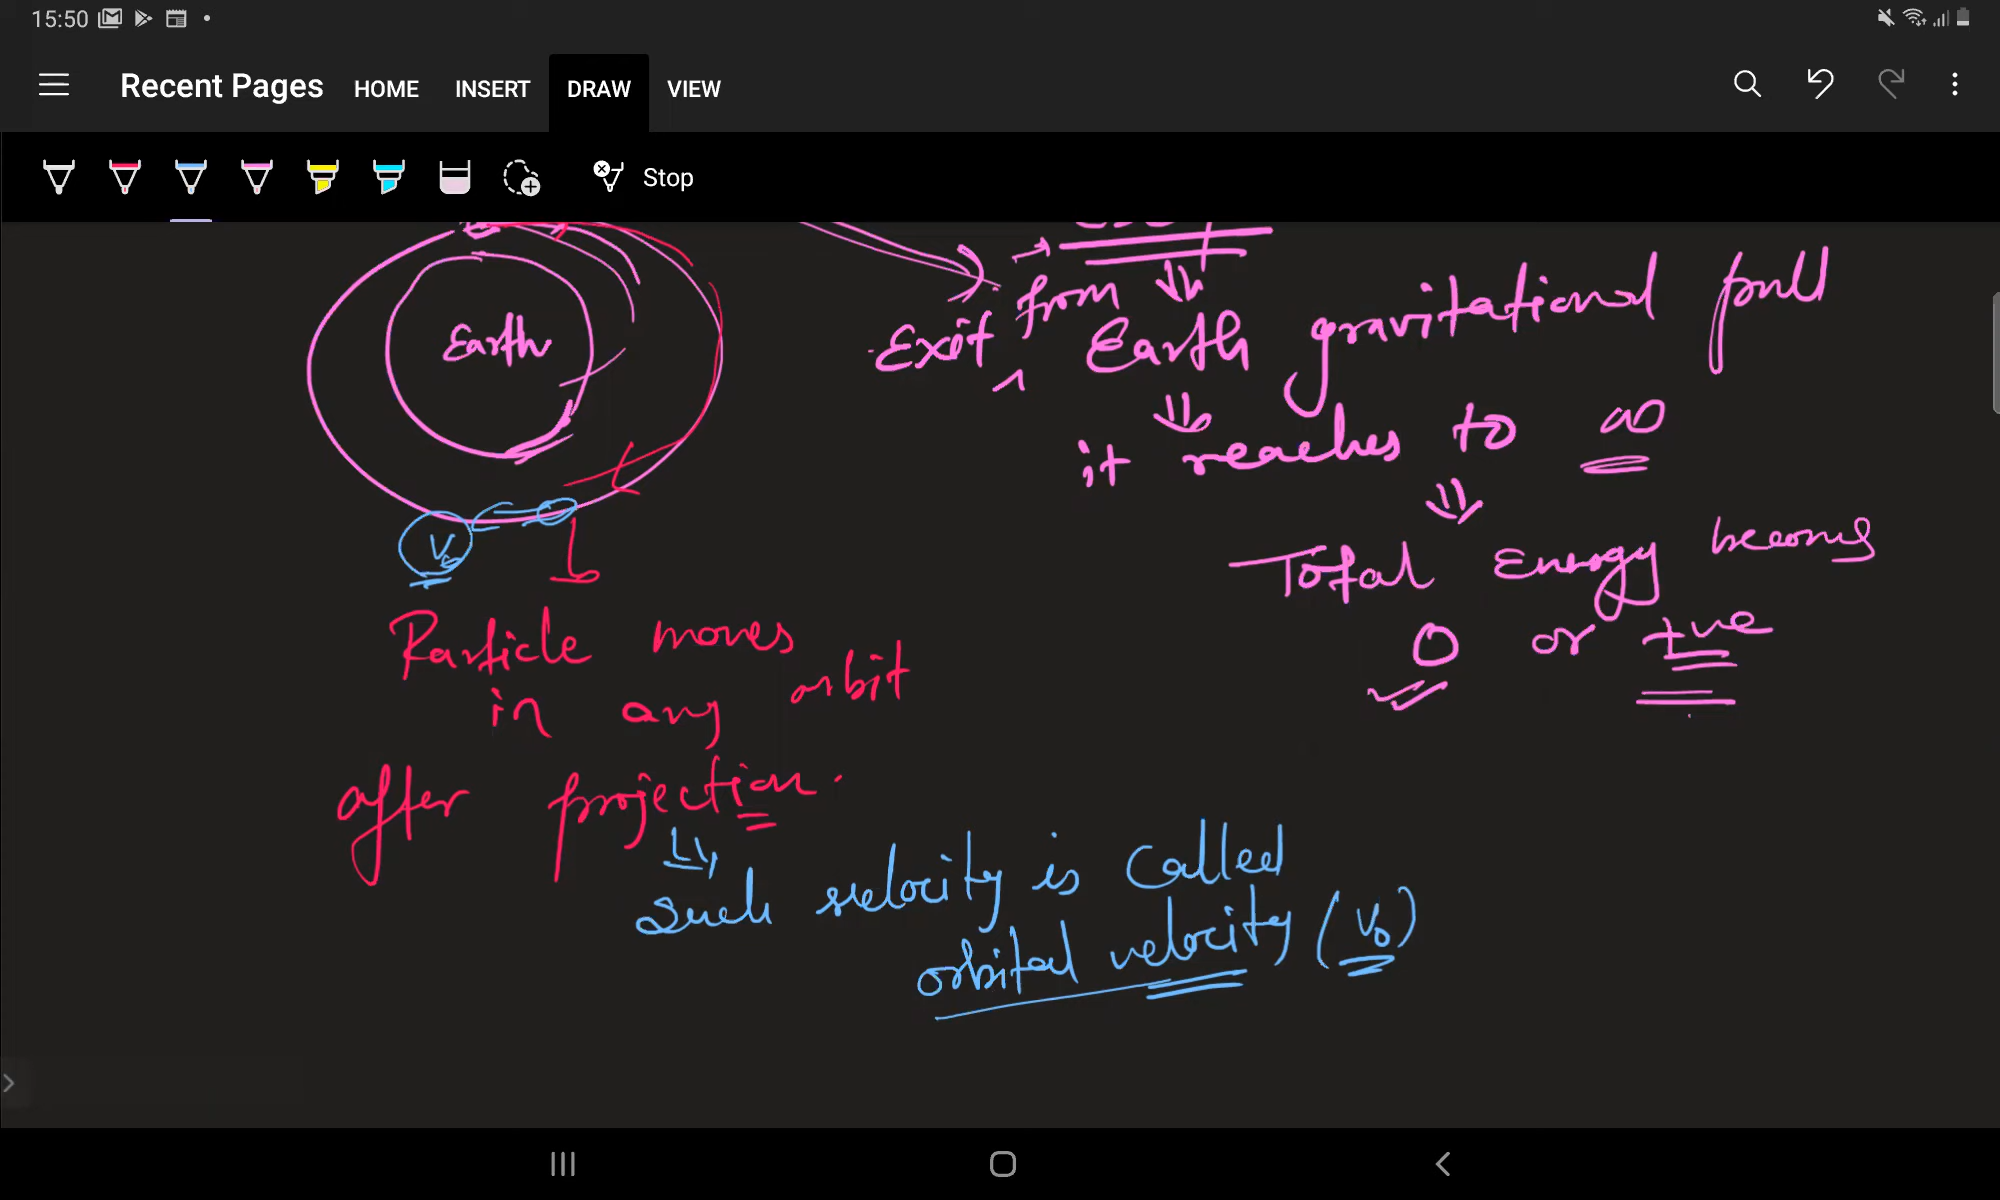 15:50
Recent Pages HOME INSERT DRAW VIEW
Stop
Earth
Exit from Earth gravitational pull
it reaches to ∞
Total Energy becoms
0 or +ve
V₀
Particle moves
in any orbit
after projection.
Such velocity is Called
orbital velocity (V₀)